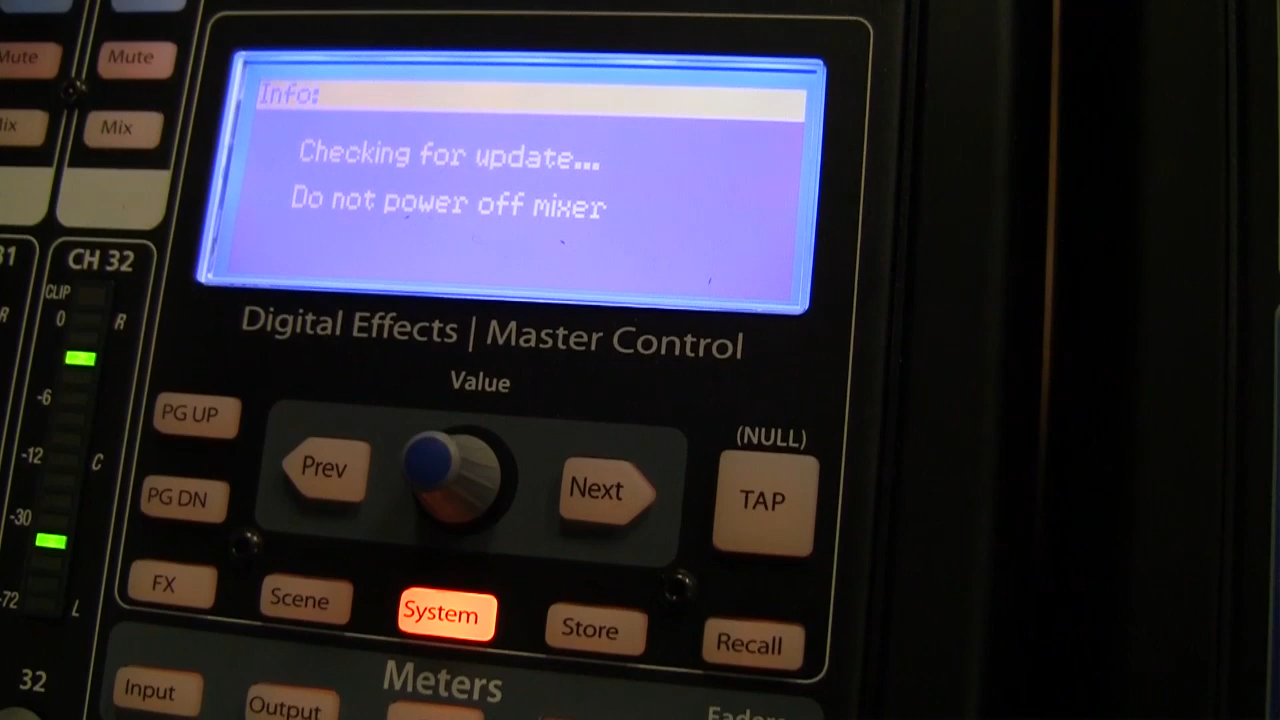 Mute
Mute
Mix
Info:
Checking for update...
Do not power off mixer
CH 32
CLIP
0
R
-6
-12
C
-30
-72
L
32
Digital Effects | Master Control
Value
PG UP
Prev
Next
(NULL)
TAP
PG DN
FX
Scene
System
Store
Recall
Meters
Input
Output